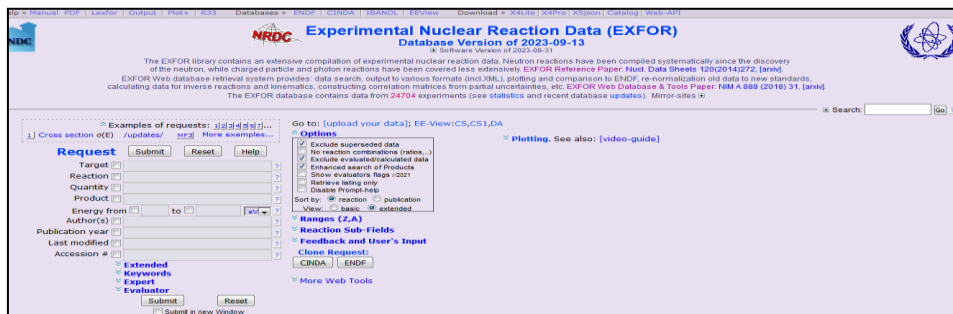 elp » Manual PDF | Lexfor | Output | Plot+ | R33 Databases » ENDF | CINDA | IBANDL | EEView Download » X4Lite | X4Pro | X5json | Catalog | Web-API
NDC
NRDC
Experimental Nuclear Reaction Data (EXFOR)
Database Version of 2023-09-13
Software Version of 2023-08-31
The EXFOR library contains an extensive compilation of experimental nuclear reaction data. Neutron reactions have been compiled systematically since the discovery
of the neutron, while charged particle and photon reactions have been covered less extensively. EXFOR Reference Paper: Nucl. Data Sheets 120(2014)272, [arxiv].
EXFOR Web database retrieval system provides: data search, output to various formats (incl.XML), plotting and comparison to ENDF, re-normalization old data to new standards,
calculating data for inverse reactions and kinematics, constructing correlation matrices from partial uncertainties, etc. EXFOR Web Database & Tools Paper: NIM A 888 (2018) 31, [arxiv].
The EXFOR database contains data from 24704 experiments (see statistics and recent database updates). Mirror-sites
Search: Go
Examples of requests: 1|2|3|4|5|6|7|...
1| Cross section σ(E) /updates/ MF3| More examples...
Request Submit Reset Help
Target ?
Reaction ?
Quantity ?
Product ?
Energy from to eV ?
Author(s) ?
Publication year ?
Last modified ?
Accession # ?
Extended
Keywords
Expert
Evaluator
Submit Reset
Submit in new Window
Go to: [upload your data]; EE-View:CS,CS1,DA
Options
Exclude superseded data
No reaction combinations (ratios,..)
Exclude evaluated/calculated data
Enhanced search of Products
Show evaluators flags //2021
Retrieve listing only
Disable Prompt-help
Sort by: reaction publication
View: basic extended
Ranges (Z,A)
Reaction Sub-Fields
Feedback and User's Input
Clone Request:
CINDA ENDF
More Web Tools
Plotting. See also: [video-guide]